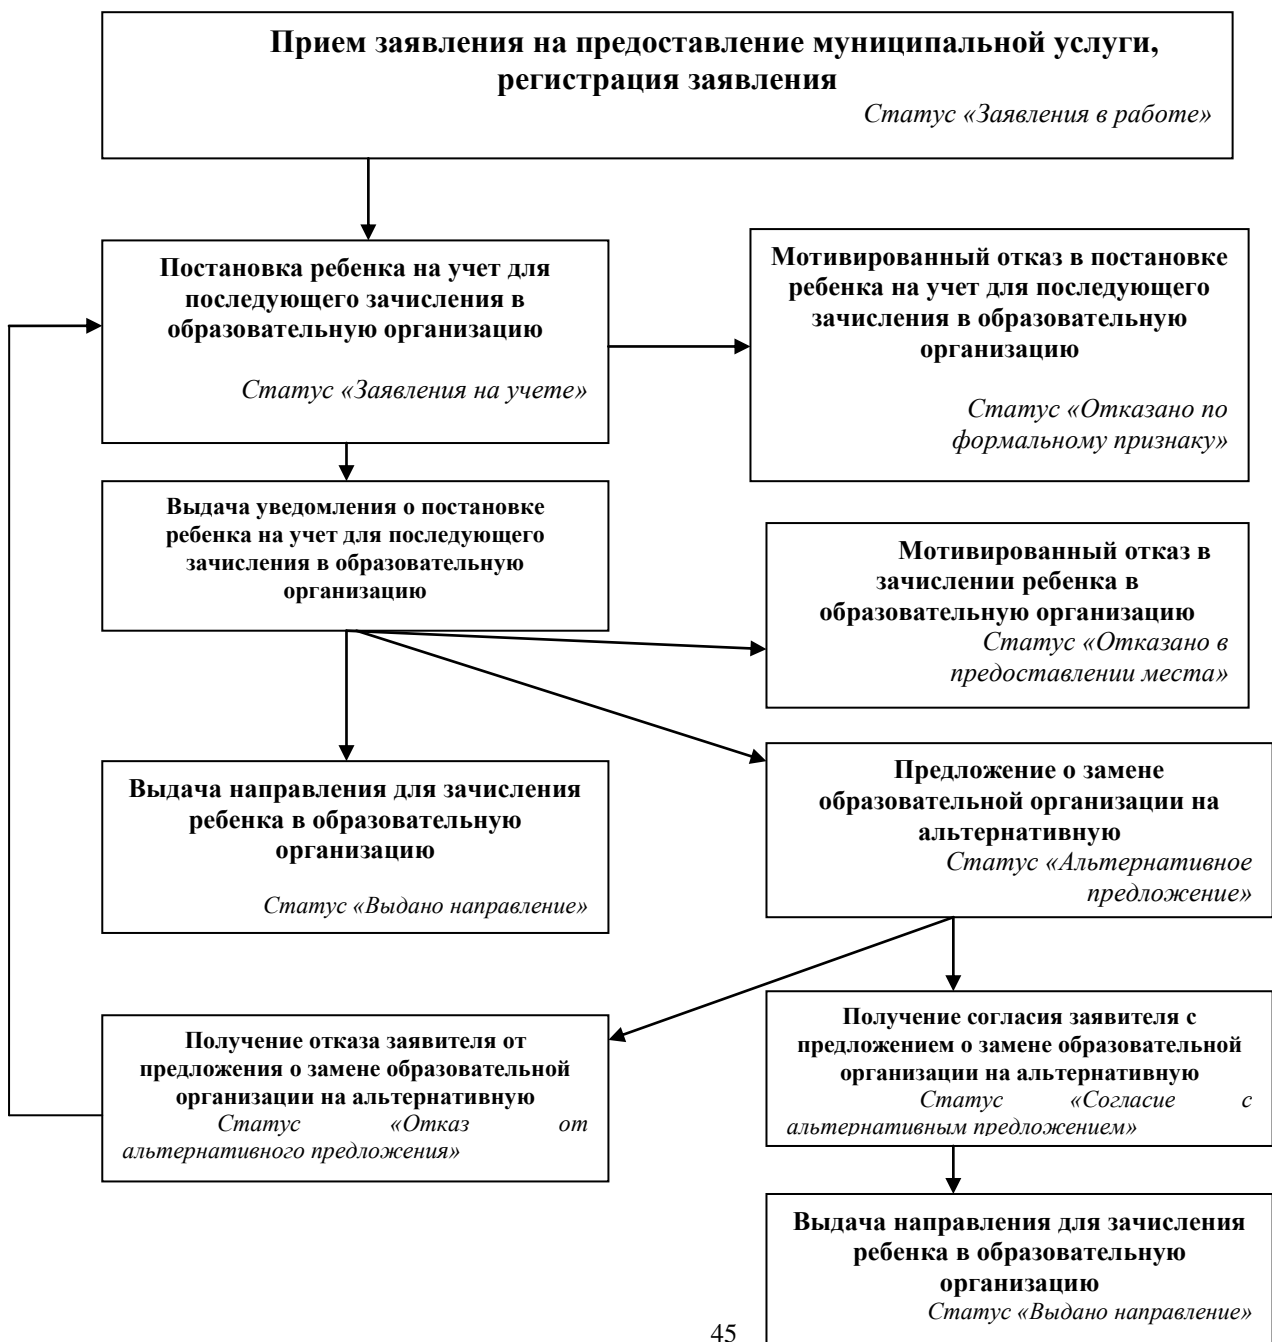 Прием заявления на предоставление муниципальной услуги,
регистрация заявления
Статус «Заявления в работе»
Постановка ребенка на учет для
последующего зачисления в
образовательную организацию
Статус «Заявления на учете»
Мотивированный отказ в постановке
ребенка на учет для последующего
зачисления в образовательную
организацию
Статус «Отказано по
формальному признаку»
Выдача уведомления о постановке
ребенка на учет для последующего
зачисления в образовательную
организацию
Мотивированный отказ в
зачислении ребенка в
образовательную организацию
Статус «Отказано в
предоставлении места»
Выдача направления для зачисления
ребенка в образовательную
организацию
Статус «Выдано направление»
Предложение о замене
образовательной организации на
альтернативную
Статус «Альтернативное
предложение»
Получение отказа заявителя от
предложения о замене образовательной
организации на альтернативную
Статус «Отказ от
альтернативного предложения»
Получение согласия заявителя с
предложением о замене образовательной
организации на альтернативную
Статус «Согласие с
альтернативным предложением»
Выдача направления для зачисления
ребенка в образовательную
организацию
Статус «Выдано направление»
45